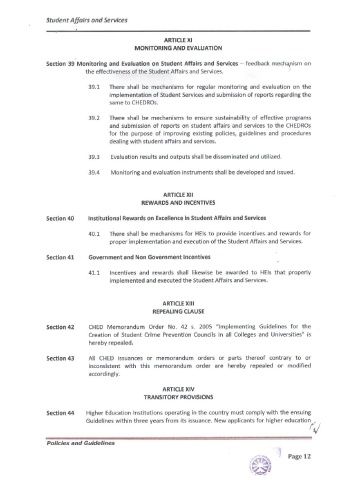 Student Affairs and Services
ARTICLE XI
MONITORING AND EVALUATION
Section 39 Monitoring and Evaluation on Student Affairs and Services – feedback mechanism on
the effectiveness of the Student Affairs and Services.
39.1 There shall be mechanisms for regular monitoring and evaluation on the
implementation of Student Services and submission of reports regarding the
same to CHEDROs.
39.2 There shall be mechanisms to ensure sustainability of effective programs
and submission of reports on student affairs and services to the CHEDROs
for the purpose of improving existing policies, guidelines and procedures
dealing with student affairs and services.
39.3 Evaluation results and outputs shall be disseminated and utilized.
39.4 Monitoring and evaluation instruments shall be developed and issued.
ARTICLE XII
REWARDS AND INCENTIVES
Section 40 Institutional Rewards on Excellence in Student Affairs and Services
40.1 There shall be mechanisms for HEIs to provide incentives and rewards for
proper implementation and execution of the Student Affairs and Services.
Section 41 Government and Non Government Incentives
41.1 Incentives and rewards shall likewise be awarded to HEIs that properly
implemented and executed the Student Affairs and Services.
ARTICLE XIII
REPEALING CLAUSE
Section 42 CHED Memorandum Order No. 42 s. 2005 "Implementing Guidelines for the
Creation of Student Crime Prevention Councils in all Colleges and Universities" is
hereby repealed.
Section 43 All CHED issuances or memorandum orders or parts thereof contrary to or
inconsistent with this memorandum order are hereby repealed or modified
accordingly.
ARTICLE XIV
TRANSITORY PROVISIONS
Section 44 Higher Education Institutions operating in the country must comply with the ensuing
Guidelines within three years from its issuance. New applicants for higher education
Policies and Guidelines
Page 12